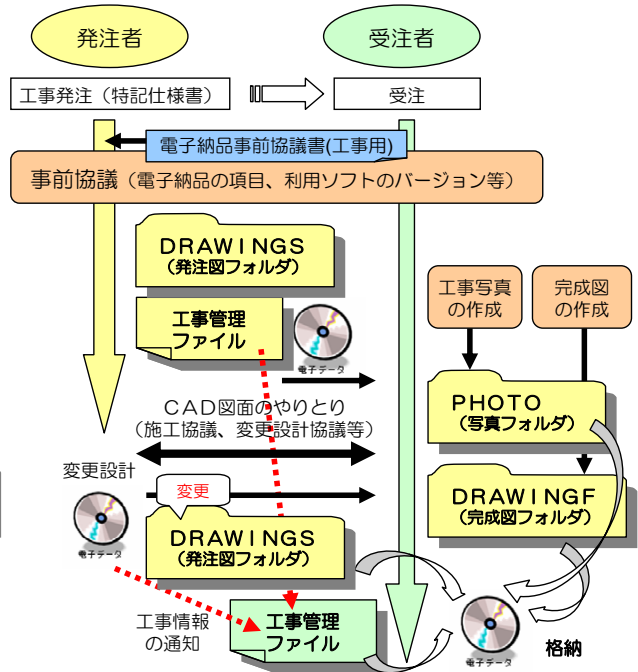 発注者
受注者
工事発注（特記仕様書）
受注
電子納品事前協議書(工事用)
事前協議（電子納品の項目、利用ソフトのバージョン等）
ＤＲＡＷＩＮＧＳ
（発注図フォルダ）
工事管理
ファイル
電子データ
工事写真
の作成
完成図
の作成
ＣＡＤ図面のやりとり
（施工協議、変更設計協議等）
ＰＨＯＴＯ
（写真フォルダ）
変更設計
変更
電子データ
ＤＲＡＷＩＮＧＦ
（完成図フォルダ）
ＤＲＡＷＩＮＧＳ
（発注図フォルダ）
工事情報
の通知
工事管理
ファイル
電子データ
格納